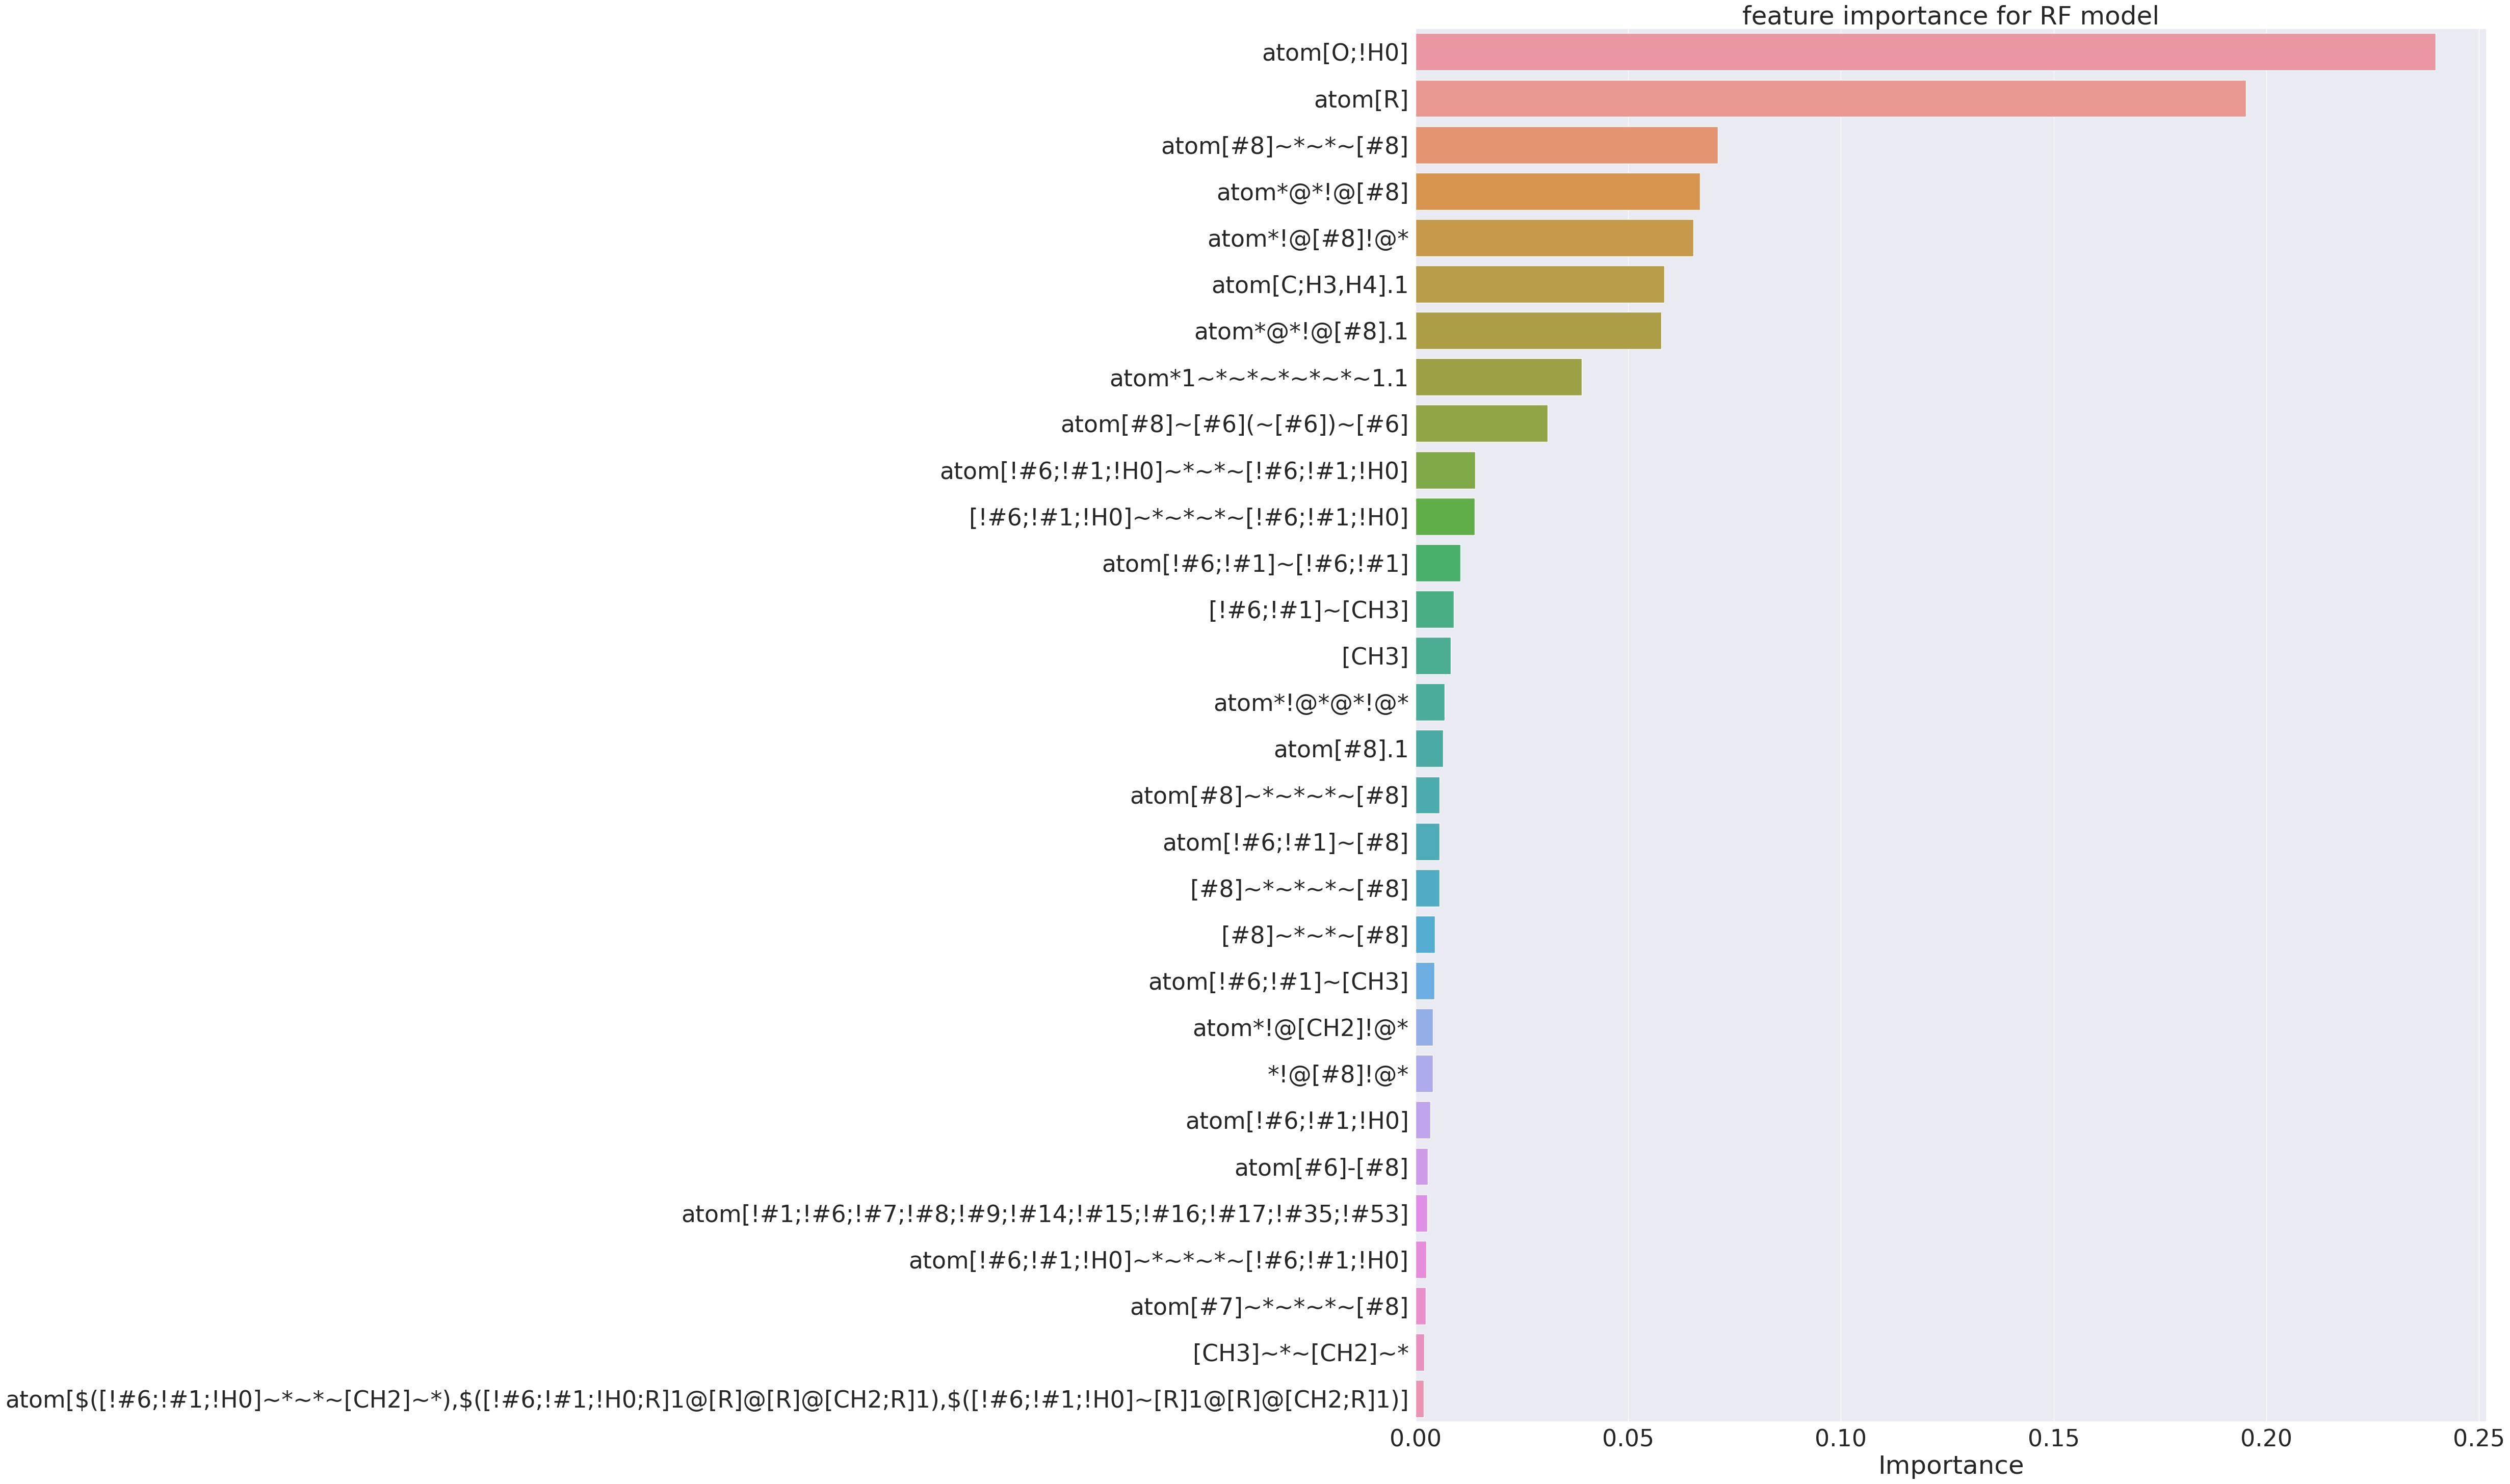 feature importance for RF model
atom[O;!H0]
atom[R]
atom[#8]~*~*~[#8]
atom*@*!@[#8]
atom*!@[#8]!@*
atom[C;H3,H4].1
atom*@*!@[#8].1
atom*1~*~*~*~*~*~1.1
atom[#8]~[#6](~[#6])~[#6]
atom[!#6;!#1;!H0]~*~*~[!#6;!#1;!H0]
[!#6;!#1;!H0]~*~*~*~[!#6;!#1;!H0]
atom[!#6;!#1]~[!#6;!#1]
[!#6;!#1]~[CH3]
[CH3]
atom*!@*@*!@*
atom[#8].1
atom[#8]~*~*~*~[#8]
atom[!#6;!#1]~[#8]
[#8]~*~*~*~[#8]
[#8]~*~*~[#8]
atom[!#6;!#1]~[CH3]
atom*!@[CH2]!@*
*!@[#8]!@*
atom[!#6;!#1;!H0]
atom[#6]-[#8]
atom[!#1;!#6;!#7;!#8;!#9;!#14;!#15;!#16;!#17;!#35;!#53]
atom[!#6;!#1;!H0]~*~*~*~[!#6;!#1;!H0]
atom[#7]~*~*~*~[#8]
[CH3]~*~[CH2]~*
atom[$([!#6;!#1;!H0]~*~*~[CH2]~*),$([!#6;!#1;!H0;R]1@[R]@[R]@[CH2;R]1),$([!#6;!#1;!H0]~[R]1@[R]@[CH2;R]1)]
0.00 0.05 0.10 0.15 0.20 0.25
Importance